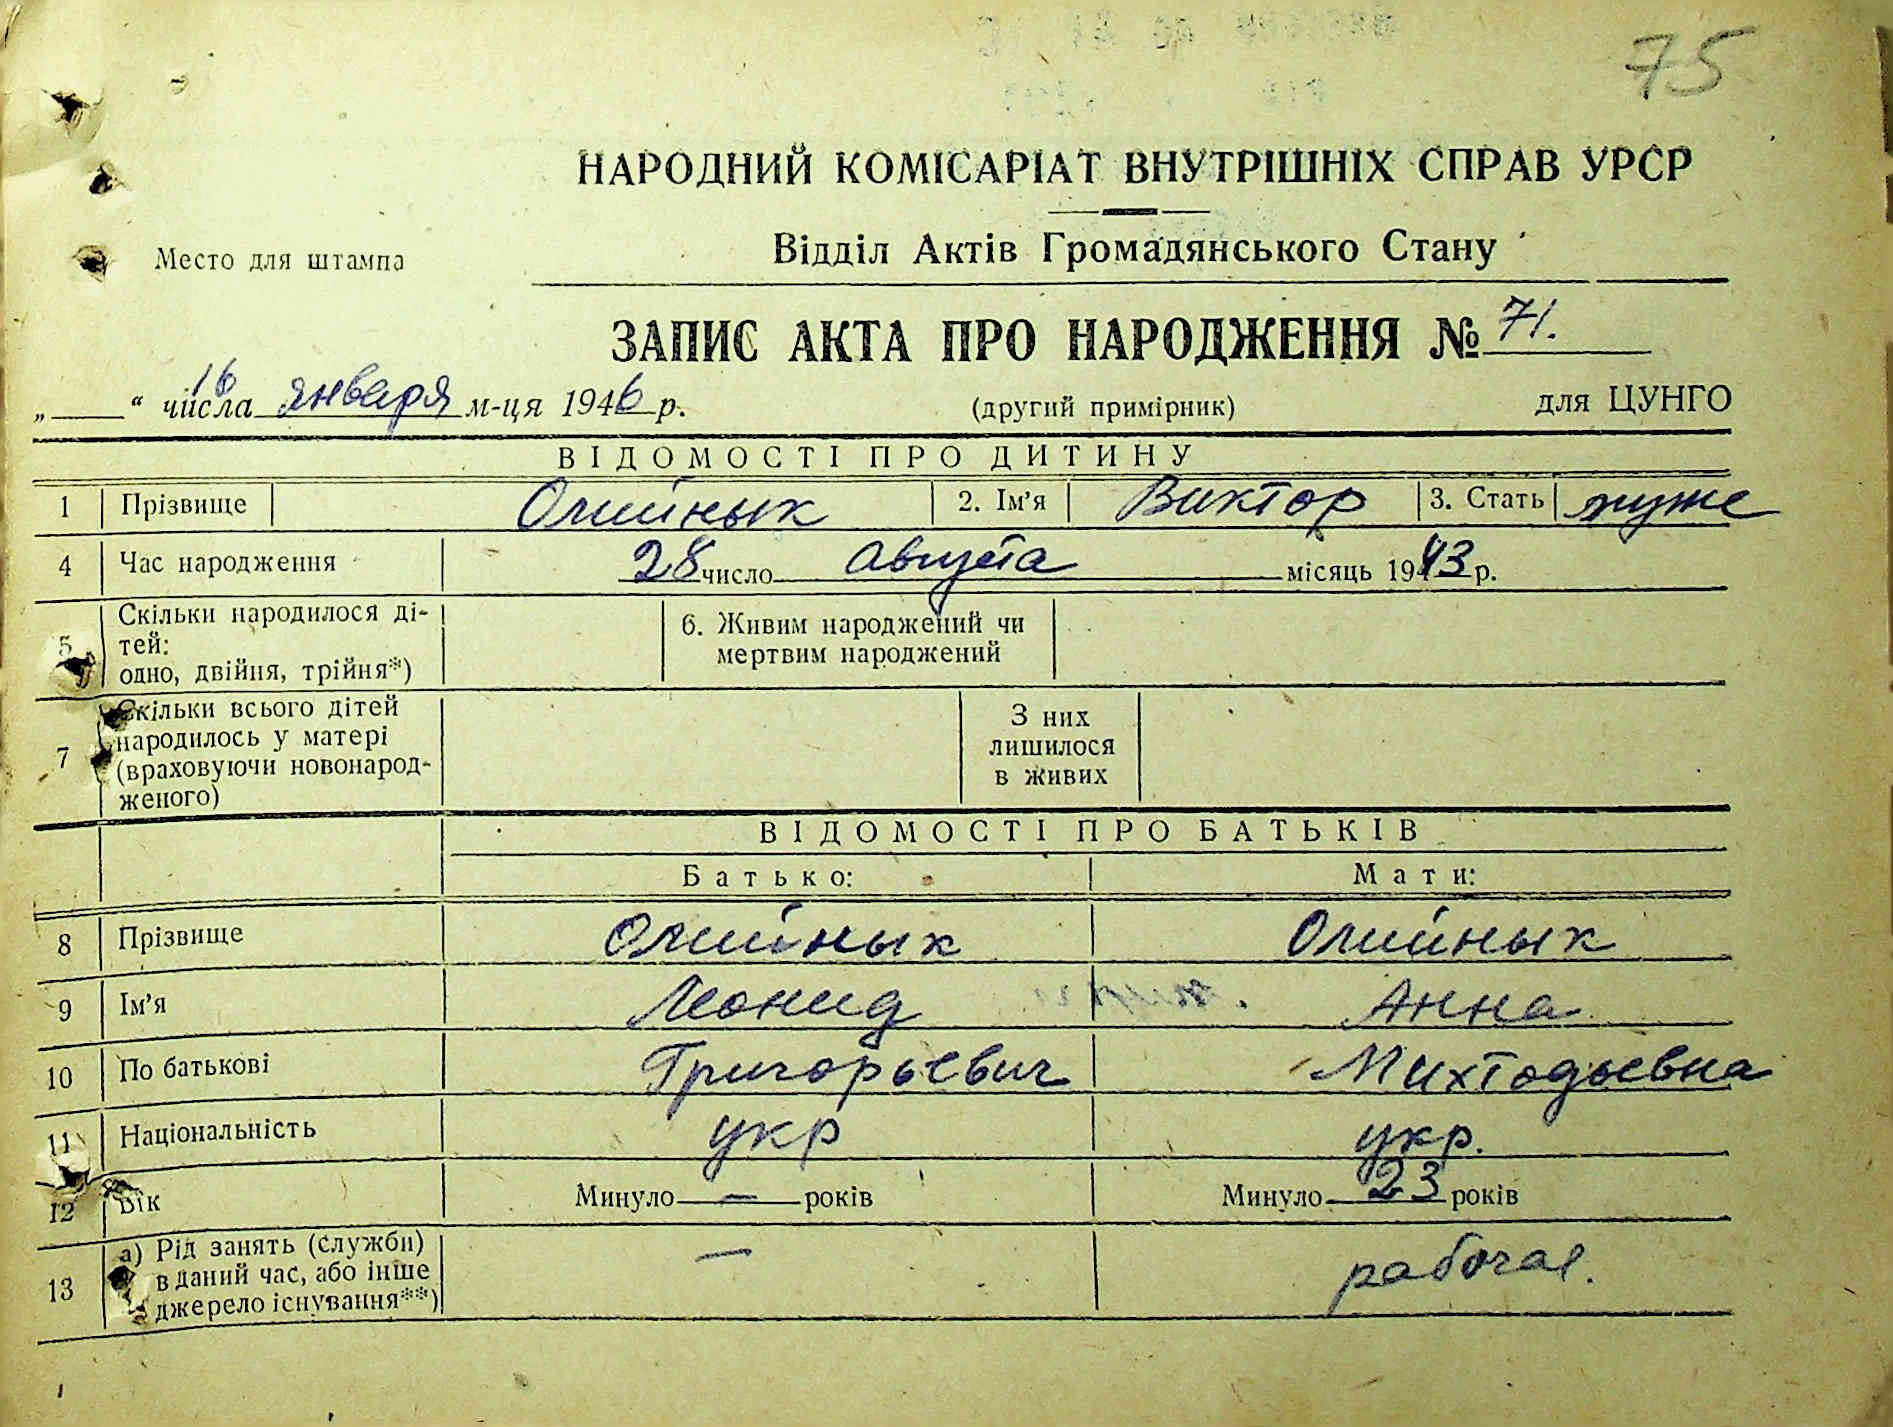 75
НАРОДНИЙ КОМІСАРІАТ ВНУТРІШНІХ СПРАВ УРСР
Место для штампа
Відділ Актів Громадянського Стану
ЗАПИС АКТА ПРО НАРОДЖЕННЯ № 71.
„ “ 16 числа января м-ця 1946 р. (другий примірник) для ЦУНГО
ВІДОМОСТІ ПРО ДИТИНУ
1 Прізвище Олийнык 2. Ім'я Виктор 3. Стать муже
4 Час народження 28 число Августа місяць 1943 р.
5 Скільки народилося ді-
тей:
одно, двійня, трійня*)
6. Живим народжений чи
мертвим народжений
7 Скільки всього дітей
народилось у матері
(враховуючи новонарод-
женого)
З них
лишилося
в живих
ВІДОМОСТІ ПРО БАТЬКІВ
Батько: Мати:
8 Прізвище Олийнык Олийнык
9 Ім'я Леонид Анна
10 По батькові Григорьевич Михтодьевна
11 Національність укр укр.
12 Вік Минуло — років Минуло 23 років
13 а) Рід занять (служби)
в даний час, або інше
джерело існування**)
— рабочая.